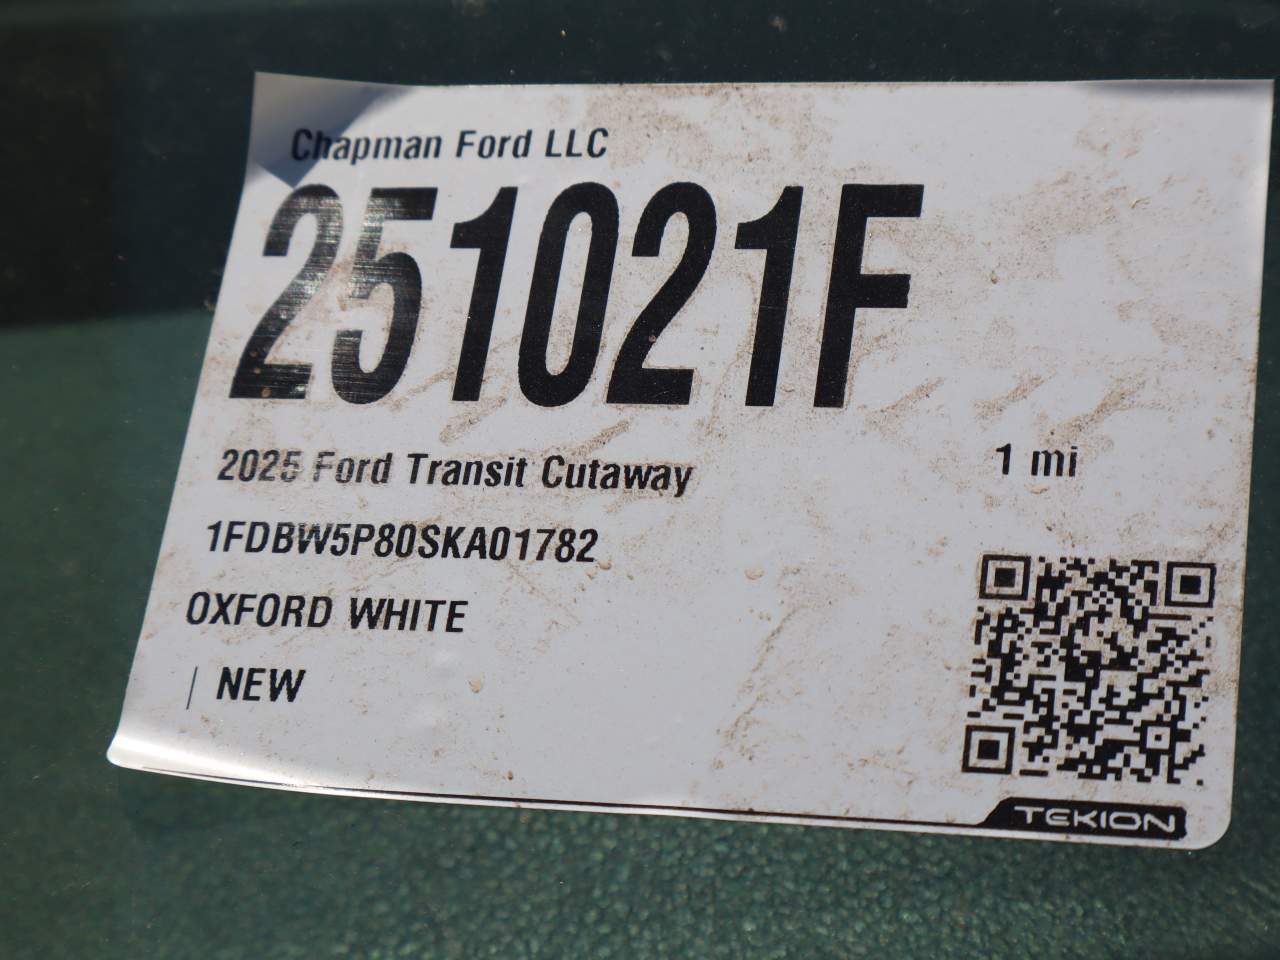 Chapman Ford LLC
251021F
2025 Ford Transit Cutaway
1 mi
1FDBW5P80SKA01782
OXFORD WHITE
| NEW
TEKION